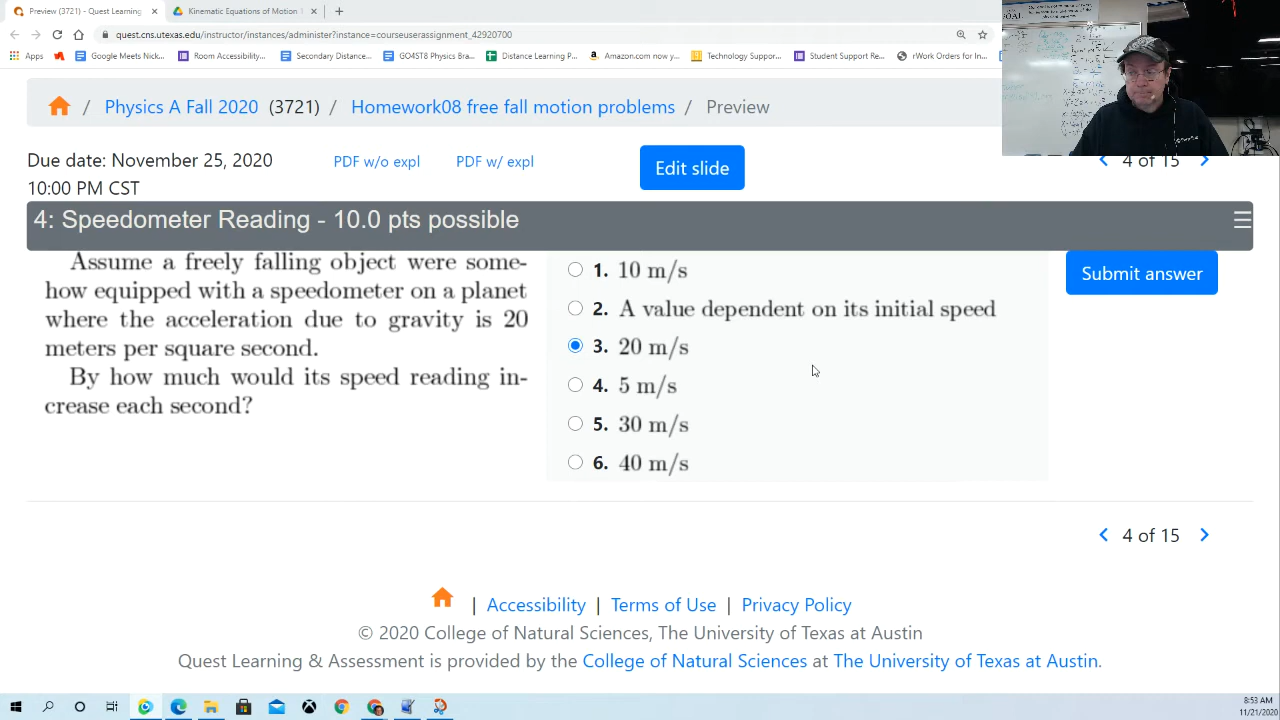 Preview (3721) - Quest Learning
Kinematic Equations of Motion
quest.cns.utexas.edu/instructor/instances/
assignment_42920700
Apps
Google Meets Nick...
Room Accessibility...
Secondary Bell Sche...
GO4519 Physics Bra...
Distance Learning P...
Amazon.com now y...
Technology Support...
Student Support Re...
rWork Orders for In...
Physics A Fall 2020 (3721) / Homework08 free fall motion problems / Preview
Due date: November 25, 2020
10:00 PM CST
PDF w/o expl
PDF w/ expl
Edit slide
4 of 15
4: Speedometer Reading - 10.0 pts possible
Assume a freely falling object were some-
how equipped with a speedometer on a planet
where the acceleration due to gravity is 20
meters per square second.
By how much would its speed reading in-
crease each second?
1. 10 m/s
2. A value dependent on its initial speed
3. 20 m/s
4. 5 m/s
5. 30 m/s
6. 40 m/s
Submit answer
4 of 15
| Accessibility | Terms of Use | Privacy Policy
© 2020 College of Natural Sciences, The University of Texas at Austin
Quest Learning & Assessment is provided by the College of Natural Sciences at The University of Texas at Austin.
8:53 AM
11/21/2020